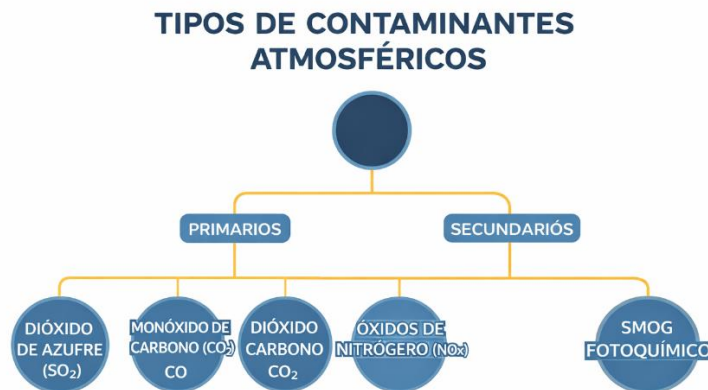 TIPOS DE CONTAMINANTES
ATMOSFÉRICOS
PRIMARIOS
SECUNDARIÓS
DIÓXIDO
DE AZUFRE
(SO₂)
MONÓXIDO DE
CARBONO (CO₂)
CO
DIÓXIDO
CARBONO
CO₂
ÓXIDOS DE
NITRÓGERO (NOx)
SMOG
FOTOQUÍMICO